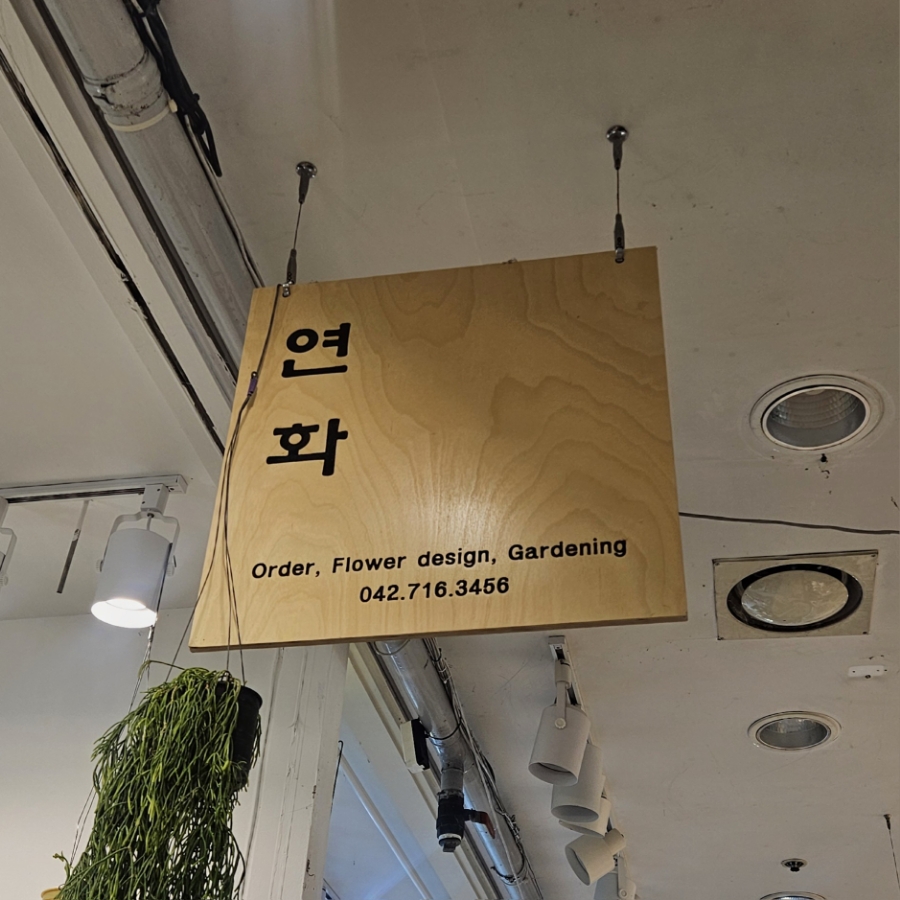 연
화
Order, Flower design, Gardening
042.716.3456